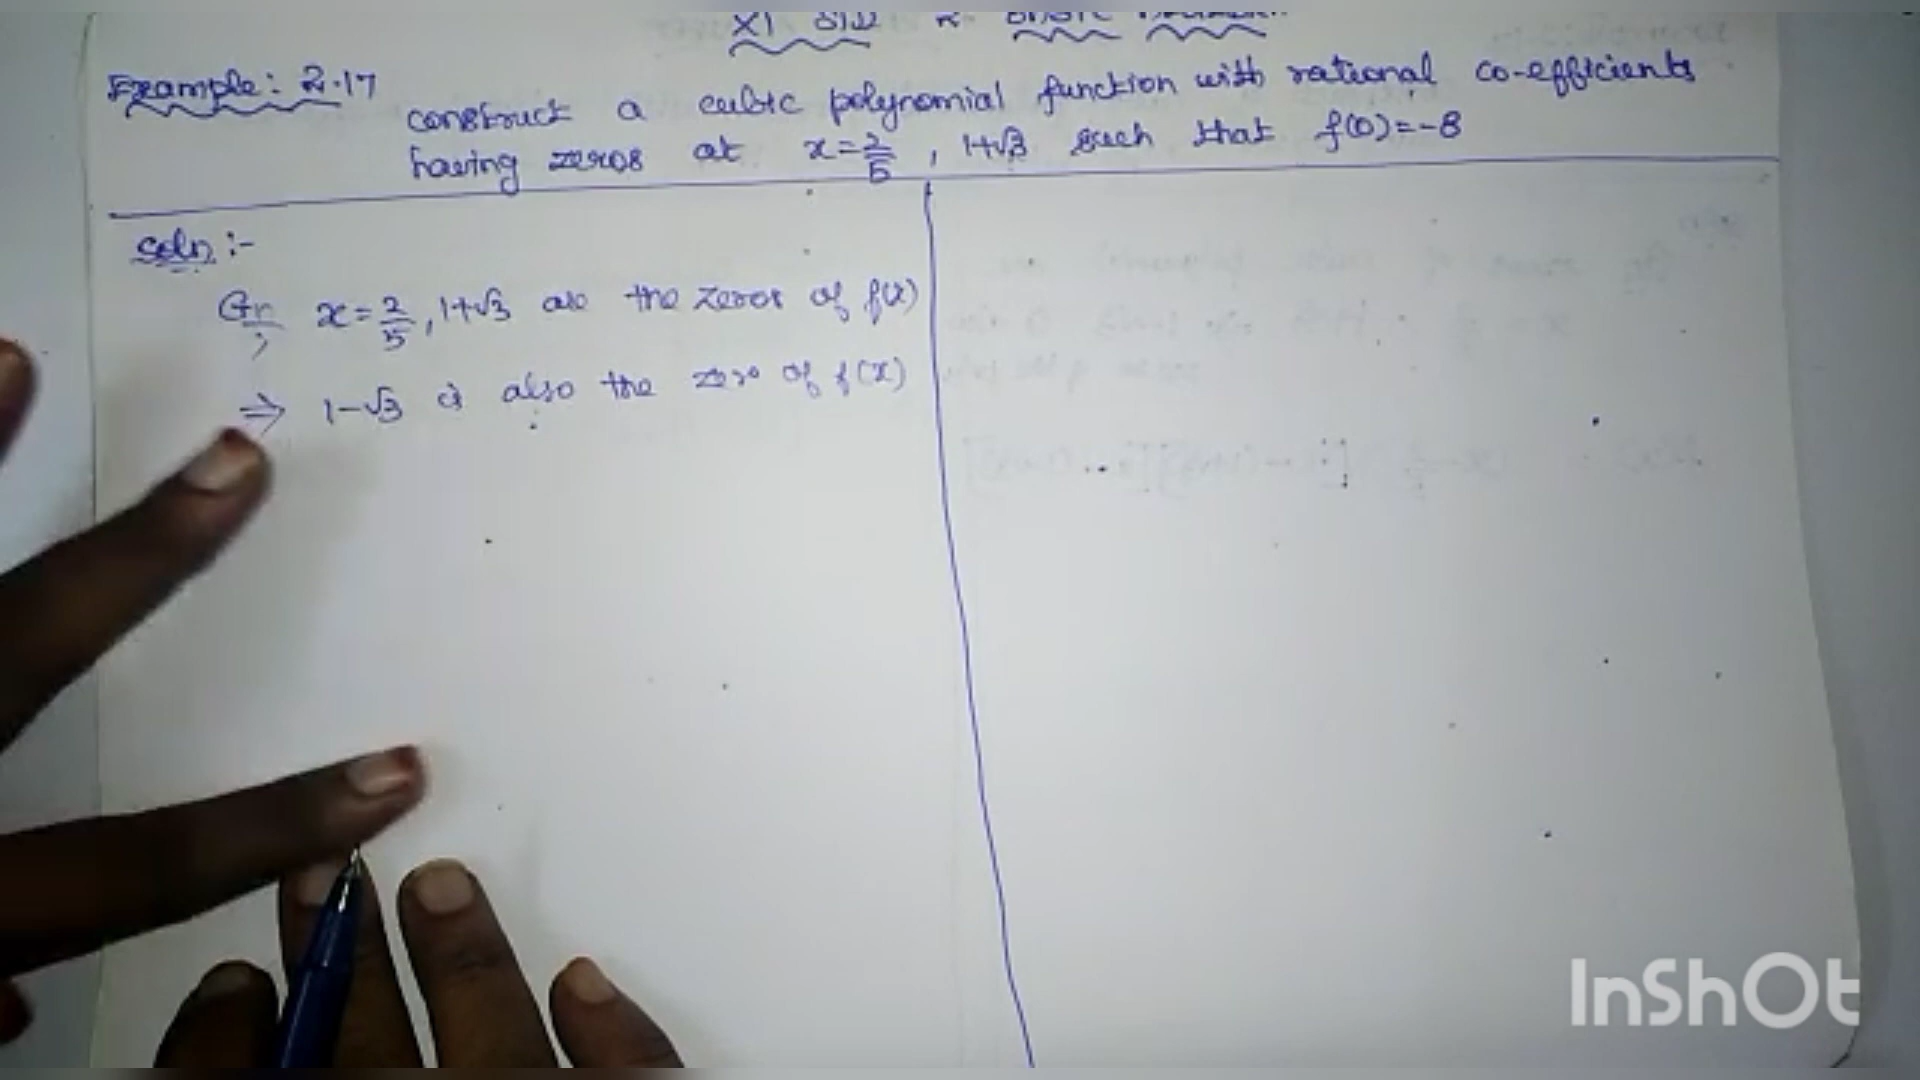 XI
Example: 2.17
construct a cubic polynomial function with rational co-efficients
having zeros at x=2/5, 1+√3 such that f(0)=-8
Soln:-
Gn x=2/5, 1+√3 are the zeros of f(x)
⇒ 1-√3 is also the zero of f(x)
InShOt